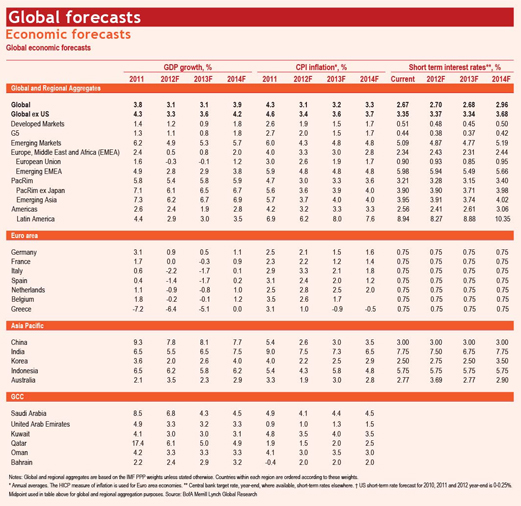 Global forecasts
Economic forecasts
Global economic forecasts
GDP growth, % CPI inflation*, % Short term interest rates**, %
2011 2012F 2013F 2014F 2011 2012F 2013F 2014F Current 2012F 2013F 2014F
Global and Regional Aggregates
Global 3.8 3.1 3.1 3.9 4.3 3.1 3.2 3.3 2.67 2.70 2.68 2.96
Global ex US 4.3 3.3 3.6 4.2 4.6 3.4 3.6 3.7 3.35 3.37 3.34 3.68
Developed Markets 1.4 1.2 0.9 1.8 2.6 1.9 1.5 1.7 0.51 0.48 0.45 0.50
G5 1.3 1.1 0.8 1.8 2.7 2.0 1.5 1.7 0.44 0.38 0.37 0.42
Emerging Markets 6.2 4.9 5.3 5.7 6.0 4.3 4.8 4.8 5.09 4.87 4.77 5.19
Europe, Middle East and Africa (EMEA) 2.4 0.5 0.8 2.0 4.0 3.3 3.0 2.8 2.34 2.43 2.31 2.44
European Union 1.6 -0.3 -0.1 1.2 3.0 2.6 1.9 1.7 0.90 0.93 0.85 0.95
Emerging EMEA 4.9 2.8 2.9 3.8 5.9 4.8 4.8 4.8 5.98 5.94 5.49 5.66
PacRim 5.8 5.4 5.8 5.9 4.7 3.0 3.3 3.6 3.21 3.28 3.15 3.40
PacRim ex Japan 7.1 6.1 6.5 6.7 5.6 3.6 3.9 4.0 3.90 3.90 3.71 3.98
Emerging Asia 7.3 6.2 6.7 6.9 5.7 3.7 4.0 4.0 3.95 3.91 3.74 4.02
Americas 2.6 2.4 1.9 2.8 4.2 3.2 3.3 3.3 2.56 2.41 2.61 3.06
Latin America 4.4 2.9 3.0 3.5 6.9 6.2 8.0 7.6 8.94 8.27 8.88 10.35
Euro area
Germany 3.1 0.9 0.5 1.1 2.5 2.1 1.5 1.6 0.75 0.75 0.75 0.75
France 1.7 0.0 -0.3 0.9 2.3 2.2 1.2 1.4 0.75 0.75 0.75 0.75
Italy 0.6 -2.2 -1.7 0.1 2.9 3.3 2.1 1.8 0.75 0.75 0.75 0.75
Spain 0.4 -1.4 -1.7 0.2 3.1 2.4 2.0 1.2 0.75 0.75 0.75 0.75
Netherlands 1.1 -0.9 -0.8 1.0 2.5 2.8 2.5 2.0 0.75 0.75 0.75 0.75
Belgium 1.8 -0.2 -0.1 1.2 3.5 2.6 1.7 0.75 0.75 0.75 0.75
Greece -7.2 -6.4 -5.1 0.0 3.1 1.0 -0.9 -0.5 0.75 0.75 0.75 0.75
Asia Pacific
China 9.3 7.8 8.1 7.7 5.4 2.6 3.0 3.5 3.00 3.00 3.00 3.00
India 6.5 5.5 6.5 7.5 9.0 7.5 7.3 6.5 7.75 7.50 6.75 7.75
Korea 3.6 2.0 2.6 4.0 4.0 2.2 2.5 2.9 2.50 2.75 2.50 3.50
Indonesia 6.5 6.2 5.8 6.2 5.4 4.3 5.8 4.8 5.75 5.75 5.75 5.75
Australia 2.1 3.5 2.3 2.9 3.3 1.9 3.0 2.8 2.77 3.69 2.77 2.90
GCC
Saudi Arabia 8.5 6.8 4.3 4.5 4.9 4.1 4.4 4.5
United Arab Emirates 4.9 3.3 3.2 3.3 0.9 1.0 1.3 1.5
Kuwait 4.1 3.0 3.0 3.1 4.8 3.5 4.0 3.5
Qatar 17.4 6.1 5.0 4.9 1.9 1.5 2.0 2.5
Oman 4.2 3.3 3.3 3.3 4.1 3.0 3.5 3.0
Bahrain 2.2 2.4 2.9 3.2 -0.4 2.0 2.0 2.0
Notes: Global and regional aggregates are based on the IMF PPP weights unless stated otherwise. Countries within each region are ordered according to these weights.
* Annual averages. The HICP measure of inflation is used for Euro area economies. ** Central bank target rate, year-end, where available, short-term rates elsewhere. † US short-term rate forecast for 2010, 2011 and 2012 year-end is 0-0.25%.
Midpoint used in table above for global and regional aggregation purposes. Source: BofA Merrill Lynch Global Research